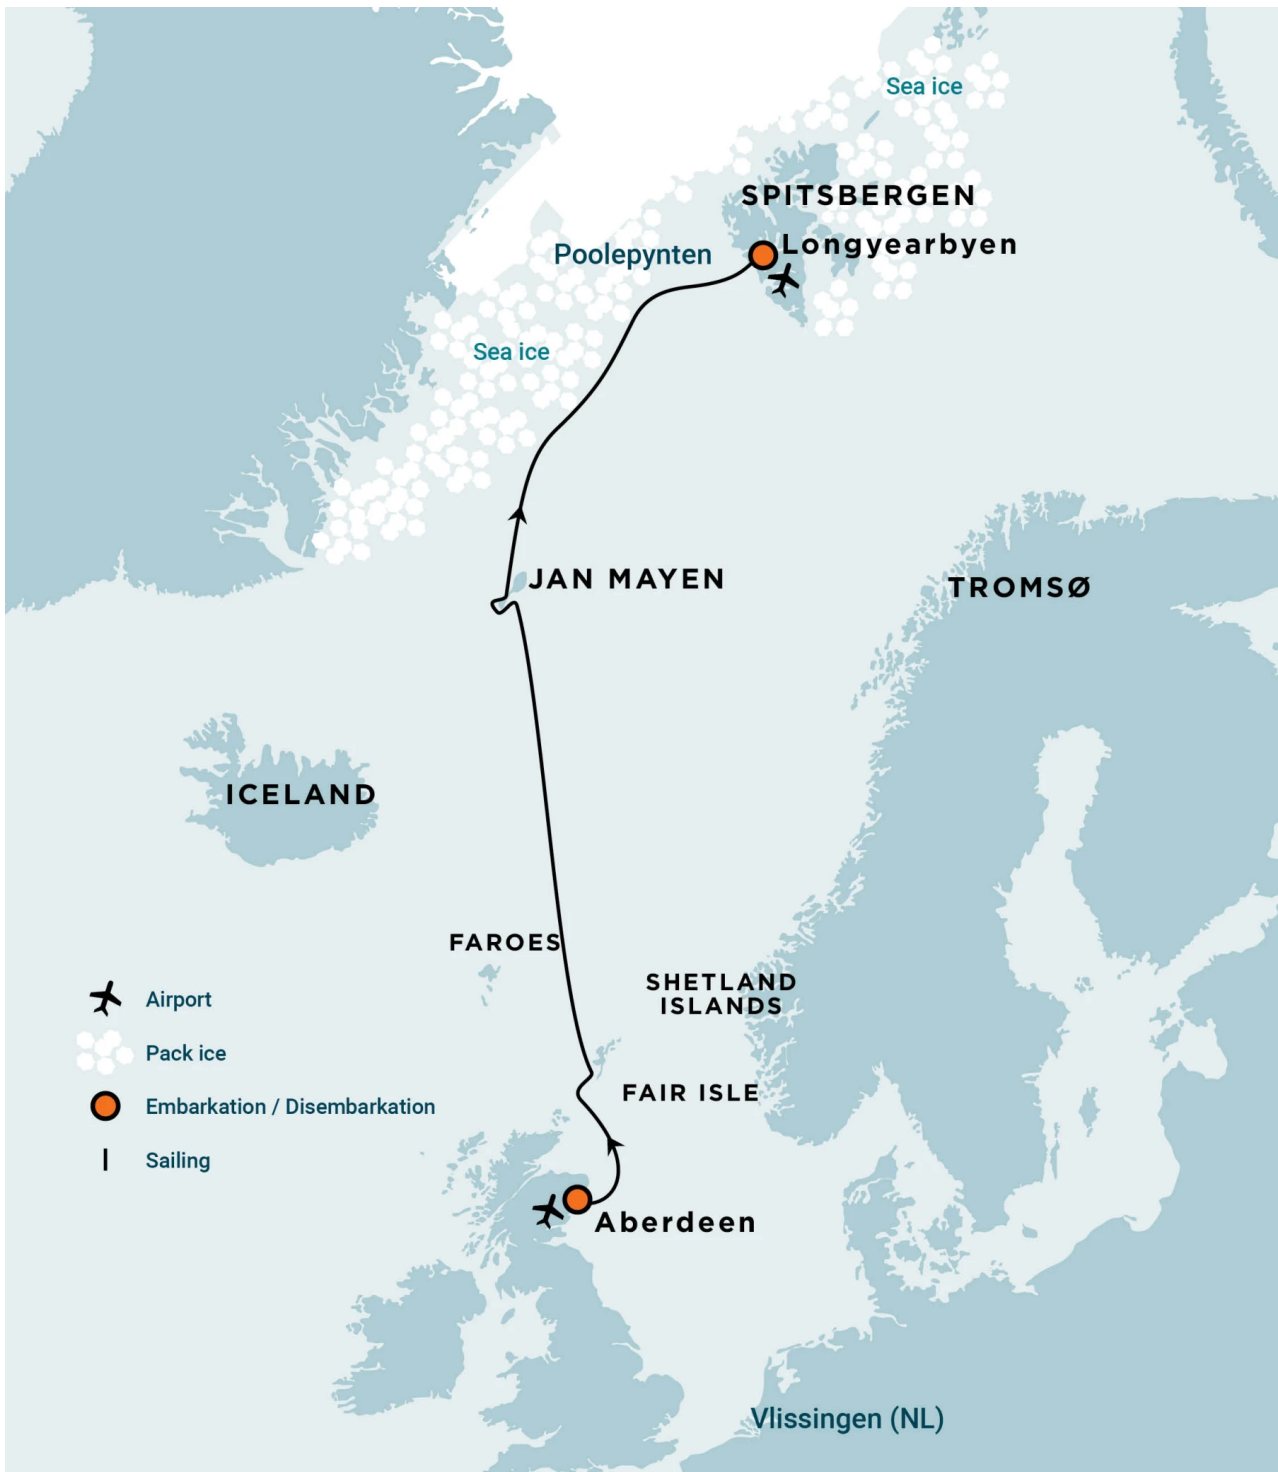 Sea ice
SPITSBERGEN
Longyearbyen
Poolepynten
Sea ice
JAN MAYEN
TROMSØ
ICELAND
FAROES
SHETLAND
ISLANDS
Airport
Pack ice
FAIR ISLE
Embarkation / Disembarkation
Sailing
Aberdeen
Vlissingen (NL)